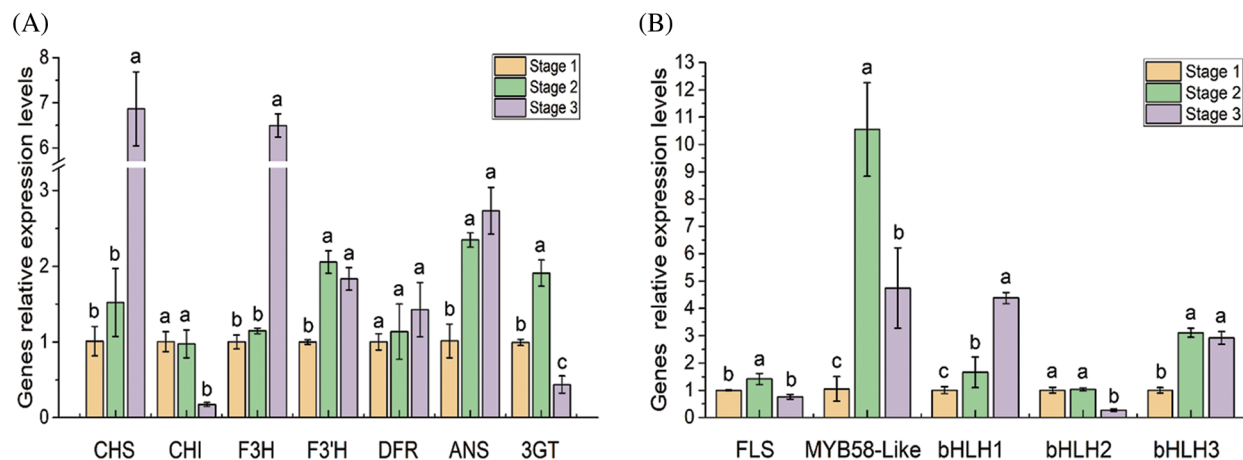 (A)
Genes relative expression levels
8
7
6
3
2
1
0
Stage 1
Stage 2
Stage 3
b b a
a a b
b b a
b a a
a a a
b a a
b a c
CHS CHI F3H F3'H DFR ANS 3GT
(B)
Genes relative expression levels
13
12
11
10
9
8
7
6
5
4
3
2
1
0
Stage 1
Stage 2
Stage 3
b a b
c a b
c b a
a a b
b a a
FLS MYB58-Like bHLH1 bHLH2 bHLH3